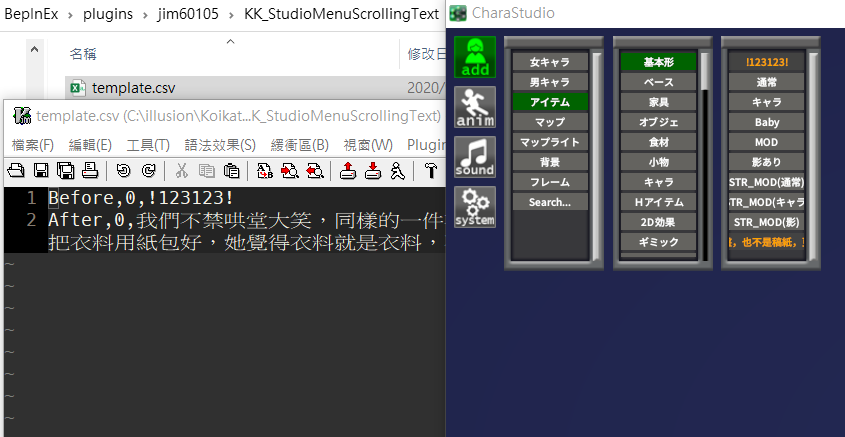 BepInEx > plugins > jim60105 > KK_StudioMenuScrollingText
名稱
修改日
template.csv
2020/
template.csv (C:\illusion\Koikat...K_StudioMenuScrollingText)
檔案(F) 編輯(E) 工具(T) 語法效果(S) 緩衝區(B) 視窗(W) Plugin
1 Before,0,!123123!
2 After,0,我們不禁哄堂大笑，同樣的一件
把衣料用紙包好，她覺得衣料就是衣料，
~
~
~
~
~
~
~
CharaStudio
add
anim
sound
system
女キャラ
男キャラ
アイテム
マップ
マップライト
背景
フレーム
Search...
基本形
ベース
家具
オブジェ
食材
小物
キャラ
Hアイテム
2D効果
ギミック
!123123!
通常
キャラ
Baby
MOD
影あり
STR_MOD(通常)
STR_MOD(キャラ
STR_MOD(影)
，也不是稿紙，